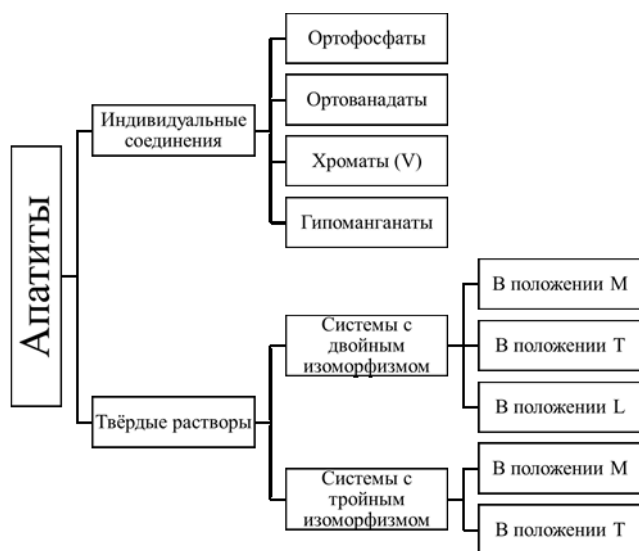 Апатиты
Индивидуальные
соединения
Ортофосфаты
Ортованадаты
Хроматы (V)
Гипоманганаты
Твёрдые растворы
Системы с
двойным
изоморфизмом
В положении М
В положении Т
В положении L
Системы с
тройным
изоморфизмом
В положении М
В положении Т